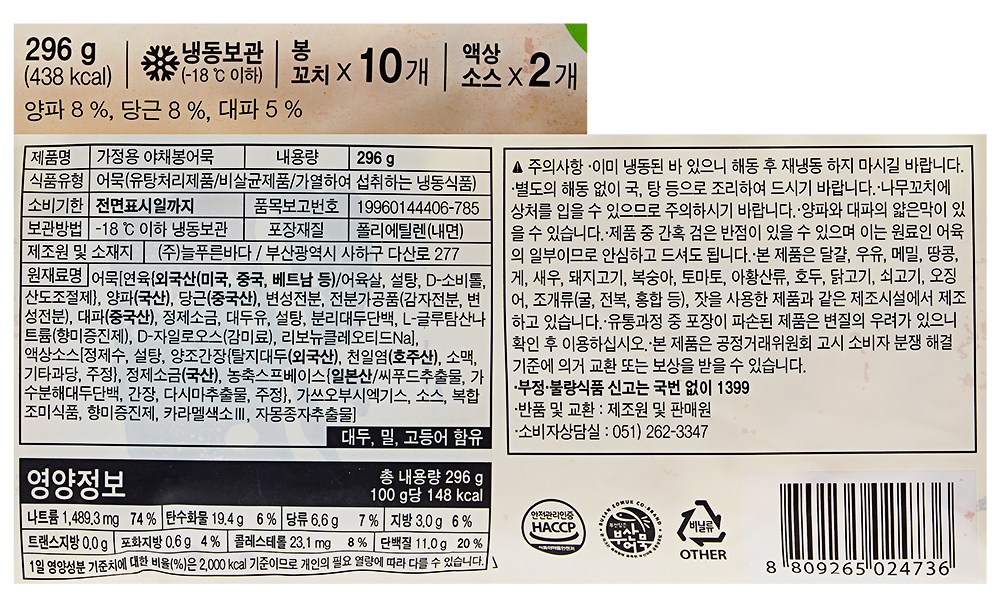 296 g
(438 kcal)
냉동보관
(-18 ℃ 이하)
봉
꼬치 X 10개
액상
소스 X 2개
양파 8 %, 당근 8 %, 대파 5 %
제품명 가정용 야채봉어묵 내용량 296 g
식품유형 어묵(유탕처리제품/비살균제품/가열하여 섭취하는 냉동식품)
소비기한 전면표시일까지 품목보고번호 19960144406-785
보관방법 -18 ℃ 이하 냉동보관 포장재질 폴리에틸렌(내면)
제조원 및 소재지 (주)늘푸른바다 / 부산광역시 사하구 다산로 277
원재료명 어묵[연육{외국산(미국, 중국, 베트남 등)/어육살, 설탕, D-소비톨,
산도조절제}, 양파(국산), 당근(중국산), 변성전분, 전분가공품(감자전분, 변
성전분), 대파(중국산), 정제소금, 대두유, 설탕, 분리대두단백, L-글루탐산나
트륨(향미증진제), D-자일로오스(감미료), 리보뉴클레오티드Na],
액상소스[정제수, 설탕, 양조간장{탈지대두(외국산), 천일염(호주산), 소맥,
기타과당, 주정}, 정제소금(국산), 농축스프베이스{일본산/씨푸드추출물, 가
수분해대두단백, 간장, 다시마추출물, 주정}, 가쓰오부시엑기스, 소스, 복합
조미식품, 향미증진제, 카라멜색소Ⅲ, 자몽종자추출물]
대두, 밀, 고등어 함유
⚠ 주의사항 ·이미 냉동된 바 있으니 해동 후 재냉동 하지 마시길 바랍니다.
·별도의 해동 없이 국, 탕 등으로 조리하여 드시기 바랍니다.·나무꼬치에
상처를 입을 수 있으므로 주의하시기 바랍니다.·양파와 대파의 얇은막이 있
을 수 있습니다.·제품 중 간혹 검은 반점이 있을 수 있으며 이는 원료인 어육
의 일부이므로 안심하고 드셔도 됩니다.·본 제품은 달걀, 우유, 메밀, 땅콩,
게, 새우, 돼지고기, 복숭아, 토마토, 아황산류, 호두, 닭고기, 쇠고기, 오징
어, 조개류(굴, 전복, 홍합 등), 잣을 사용한 제품과 같은 제조시설에서 제조
하고 있습니다.·유통과정 중 포장이 파손된 제품은 변질의 우려가 있으니
확인 후 이용하십시오.·본 제품은 공정거래위원회 고시 소비자 분쟁 해결
기준에 의거 교환 또는 보상을 받을 수 있습니다.
·부정·불량식품 신고는 국번 없이 1399
·반품 및 교환 : 제조원 및 판매원
·소비자상담실 : 051) 262-3347
영양정보
총 내용량 296 g
100 g당 148 kcal
나트륨 1,489.3 mg 74 % 탄수화물 19.4 g 6 % 당류 6.6 g 7 % 지방 3.0 g 6 %
트랜스지방 0.0 g 포화지방 0.6 g 4 % 콜레스테롤 23.1 mg 8 % 단백질 11.0 g 20 %
1일 영양성분 기준치에 대한 비율(%)은 2,000 kcal 기준이므로 개인의 필요 열량에 따라 다를 수 있습니다.
안전관리인증
HACCP
식품의약품안전처
부산어묵
비닐류
OTHER
8 809265 024736